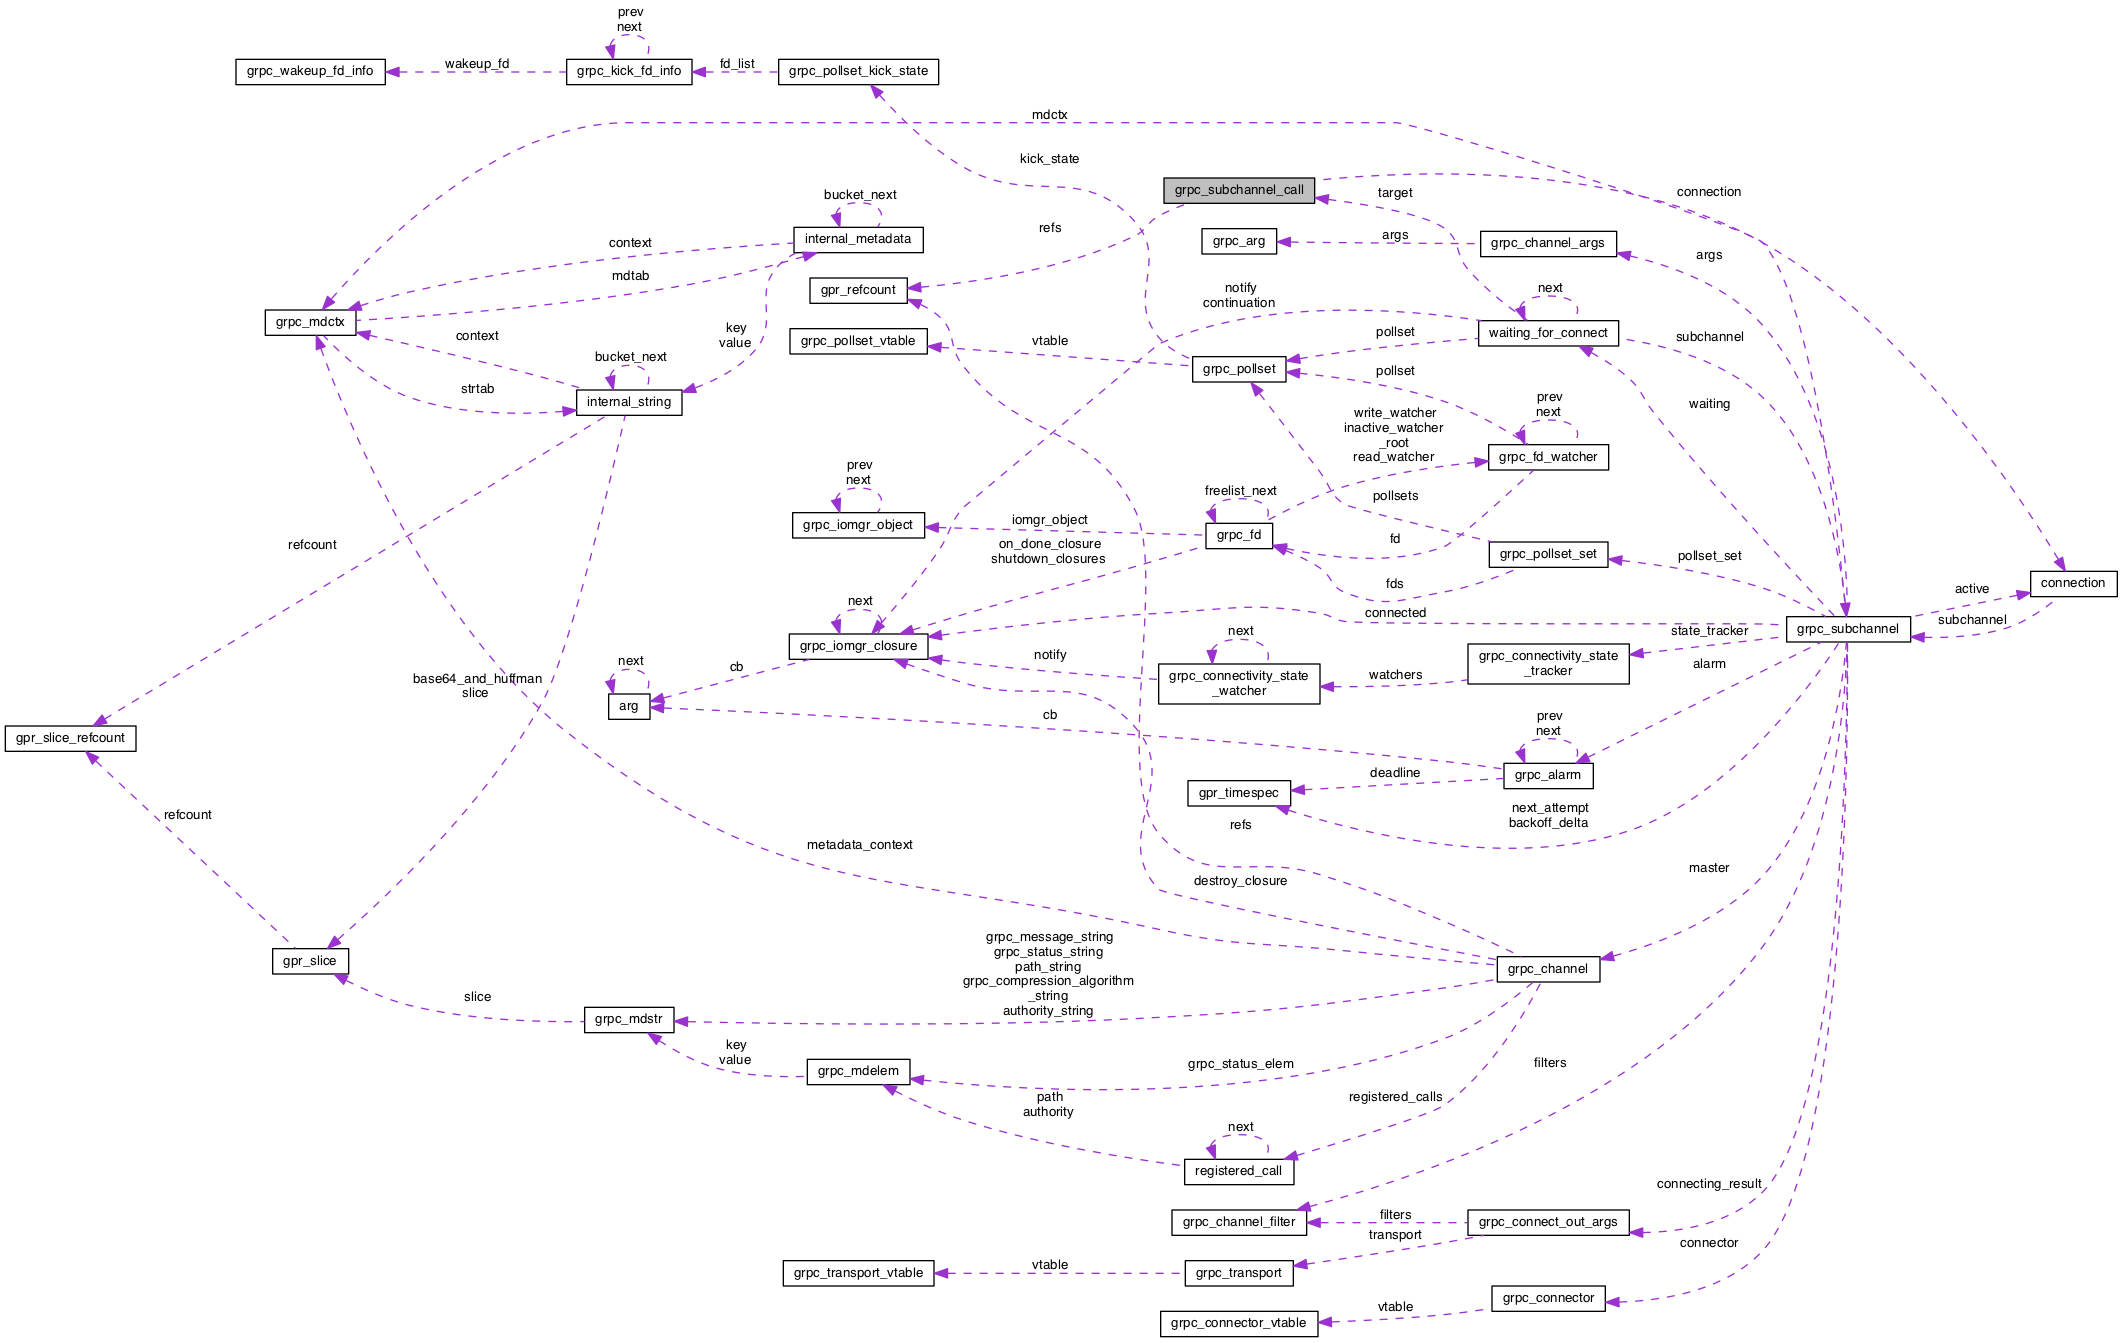 prev
next
grpc_wakeup_fd_info
wakeup_fd
grpc_kick_fd_info
fd_list
grpc_pollset_kick_state
mdctx
kick_state
grpc_subchannel_call
target
connection
bucket_next
internal_metadata
refs
grpc_arg
args
grpc_channel_args
args
context
mdtab
gpr_refcount
notify
continuation
next
grpc_mdctx
context
key
value
grpc_pollset_vtable
vtable
pollset
waiting_for_connect
subchannel
bucket_next
strtab
internal_string
grpc_pollset
pollset
prev
next
waiting
write_watcher
inactive_watcher
_root
read_watcher
grpc_fd_watcher
prev
next
grpc_iomgr_object
iomgr_object
freelist_next
grpc_fd
pollsets
fd
grpc_pollset_set
pollset_set
refcount
on_done_closure
shutdown_closures
fds
connection
active
subchannel
next
grpc_iomgr_closure
connected
grpc_subchannel
state_tracker
next
cb
notify
next
grpc_connectivity_state
_watcher
watchers
grpc_connectivity_state
_tracker
alarm
base64_and_huffman
slice
arg
cb
prev
next
gpr_slice_refcount
grpc_alarm
deadline
gpr_timespec
refcount
next_attempt
backoff_delta
refs
metadata_context
master
destroy_closure
grpc_message_string
grpc_status_string
path_string
grpc_compression_algorithm
_string
authority_string
grpc_channel
gpr_slice
slice
grpc_mdstr
key
value
grpc_mdelem
grpc_status_elem
filters
path
authority
registered_calls
next
registered_call
connecting_result
grpc_channel_filter
filters
grpc_connect_out_args
transport
connector
grpc_transport_vtable
vtable
grpc_transport
grpc_connector
vtable
grpc_connector_vtable